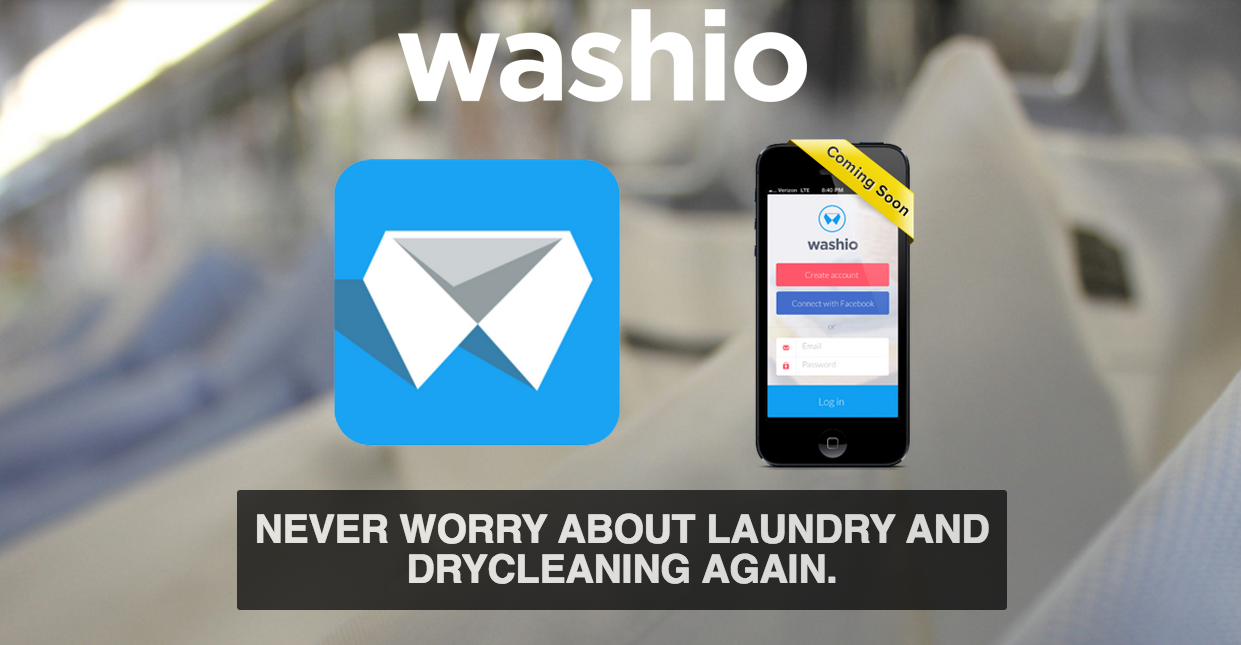 washio
Coming Soon
Verizon LTE 8:40 PM
washio
Create account
Connect with Facebook
or
Email
Password
Log in
NEVER WORRY ABOUT LAUNDRY AND
DRYCLEANING AGAIN.